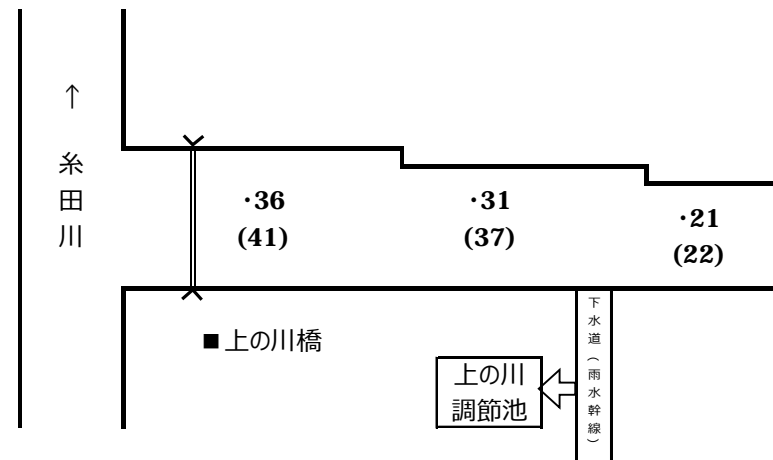 ↑ 糸田川
・36
(41)
・31
(37)
・21
(22)
■上の川橋
上の川
調節池
下水道(雨水幹線)